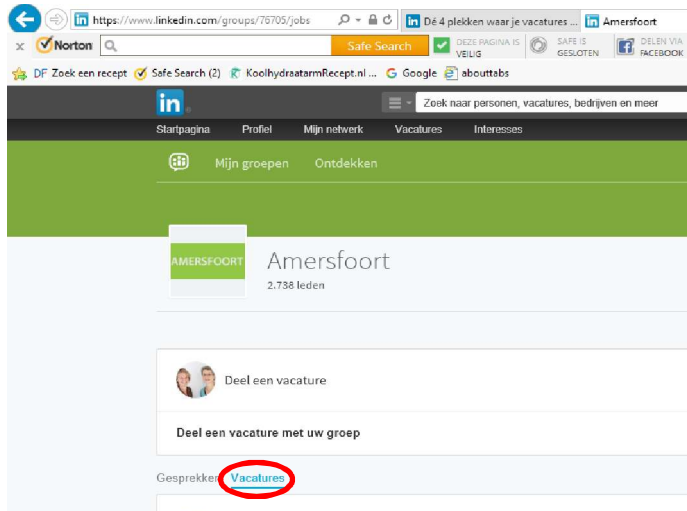 in https://www.linkedin.com/groups/76705/jobs in Dé 4 plekken waar je vacatures ... in Amersfoort
x Norton Safe Search DEZE PAGINA IS VEILIG SAFE IS GESLOTEN f DELEN VIA FACEBOOK
DF Zoek een recept Safe Search (2) KoolhydraatarmRecept.nl ... G Google abouttabs
in Zoek naar personen, vacatures, bedrijven en meer
Startpagina Profiel Mijn netwerk Vacatures Interesses
Mijn groepen Ontdekken
AMERSFOORT Amersfoort
2.738 leden
Deel een vacature
Deel een vacature met uw groep
Gesprekken Vacatures